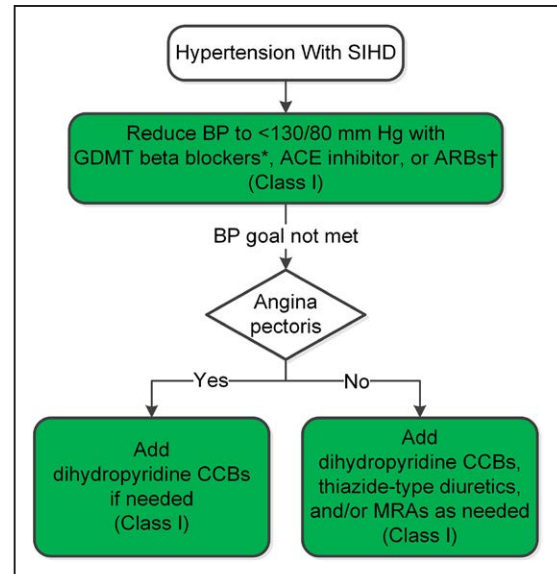 Hypertension With SIHD
Reduce BP to <130/80 mm Hg with
GDMT beta blockers*, ACE inhibitor, or ARBs†
(Class I)
BP goal not met
Angina
pectoris
Yes
No
Add
dihydropyridine CCBs
if needed
(Class I)
Add
dihydropyridine CCBs,
thiazide-type diuretics,
and/or MRAs as needed
(Class I)